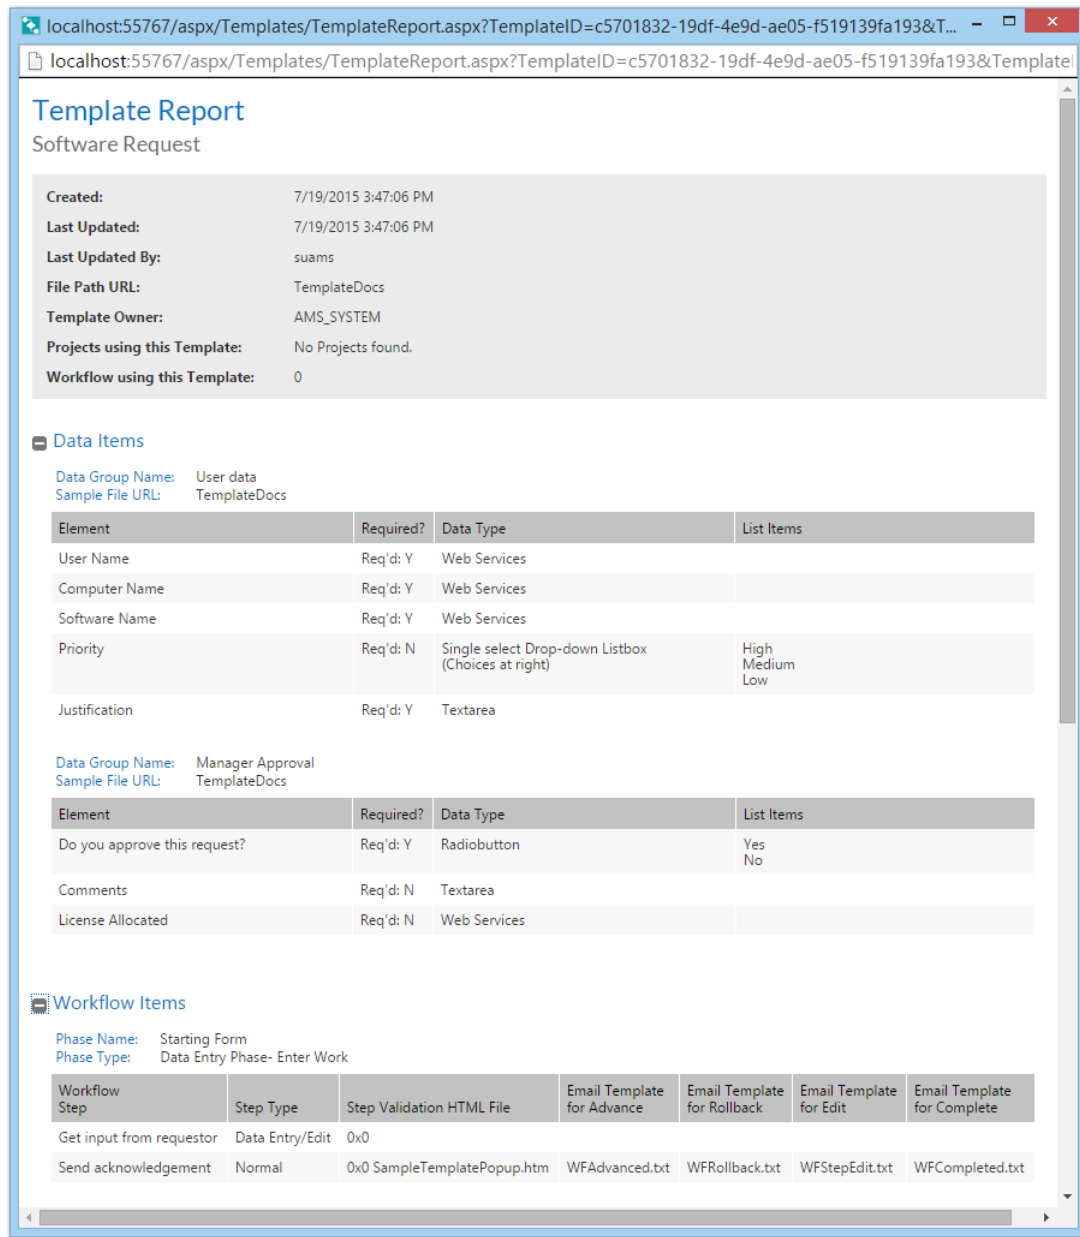 localhost:55767/aspx/Templates/TemplateReport.aspx?TemplateID=c5701832-19df-4e9d-ae05-f519139fa193&T...
localhost:55767/aspx/Templates/TemplateReport.aspx?TemplateID=c5701832-19df-4e9d-ae05-f519139fa193&Template
Template Report
Software Request
Created: 7/19/2015 3:47:06 PM
Last Updated: 7/19/2015 3:47:06 PM
Last Updated By: suams
File Path URL: TemplateDocs
Template Owner: AMS_SYSTEM
Projects using this Template: No Projects found.
Workflow using this Template: 0
Data Items
Data Group Name: User data
Sample File URL: TemplateDocs
Element Required? Data Type List Items
User Name Req'd: Y Web Services
Computer Name Req'd: Y Web Services
Software Name Req'd: Y Web Services
Priority Req'd: N Single select Drop-down Listbox High
(Choices at right) Medium
Low
Justification Req'd: Y Textarea
Data Group Name: Manager Approval
Sample File URL: TemplateDocs
Element Required? Data Type List Items
Do you approve this request? Req'd: Y Radiobutton Yes
No
Comments Req'd: N Textarea
License Allocated Req'd: N Web Services
Workflow Items
Phase Name: Starting Form
Phase Type: Data Entry Phase- Enter Work
Workflow Email Template Email Template Email Template Email Template
Step Step Type Step Validation HTML File for Advance for Rollback for Edit for Complete
Get input from requestor Data Entry/Edit 0x0
Send acknowledgement Normal 0x0 SampleTemplatePopup.htm WFAdvanced.txt WFRollback.txt WFStepEdit.txt WFCompleted.txt